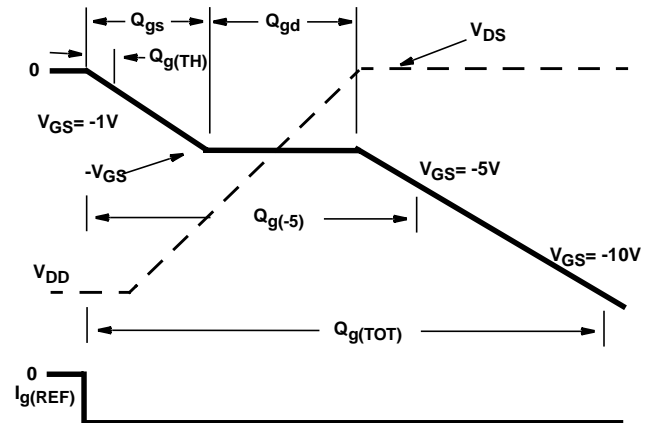 Qgs
Qgd
VDS
Qg(TH)
0
VGS= -1V
-VGS
VGS= -5V
Qg(-5)
VDD
VGS= -10V
Qg(TOT)
0
Ig(REF)